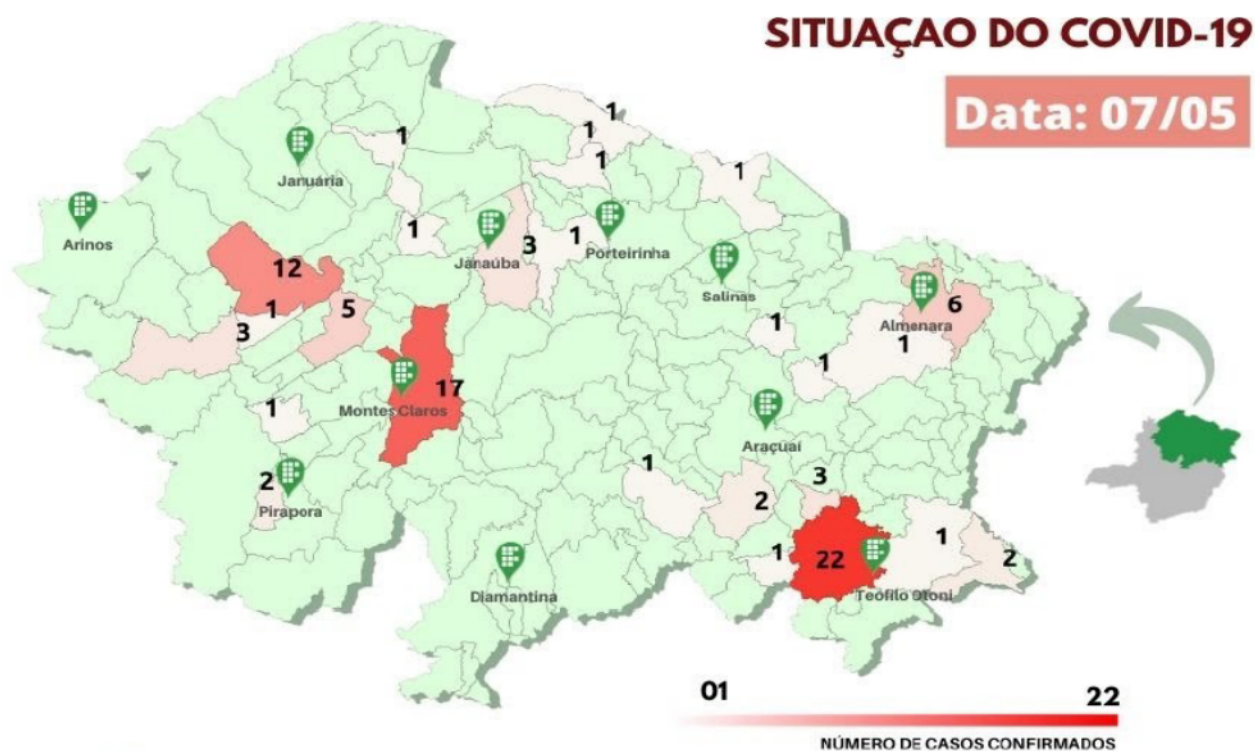 SITUAÇAO DO COVID-19
Data: 07/05
1
1
1
1
1
Januária
Arinos
1
Janaúba
3
1
Porteirinha
Salinas
12
1
3
5
6
Almenara
1
1
1
17
Montes Claros
1
Araçuaí
2
Pirapora
1
2
3
1
22
Teófilo Otoni
1
2
Diamantina
01
22
NÚMERO DE CASOS CONFIRMADOS